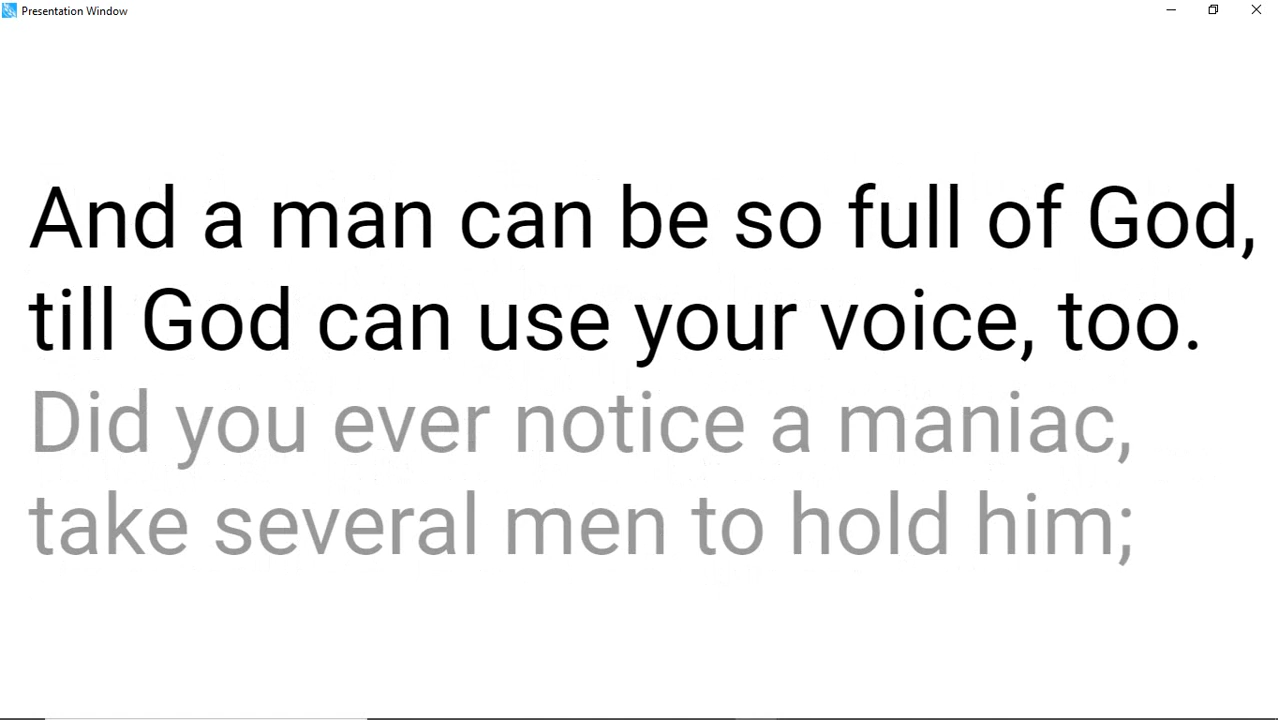 Presentation Window
And a man can be so full of God,
till God can use your voice, too.
Did you ever notice a maniac,
take several men to hold him;